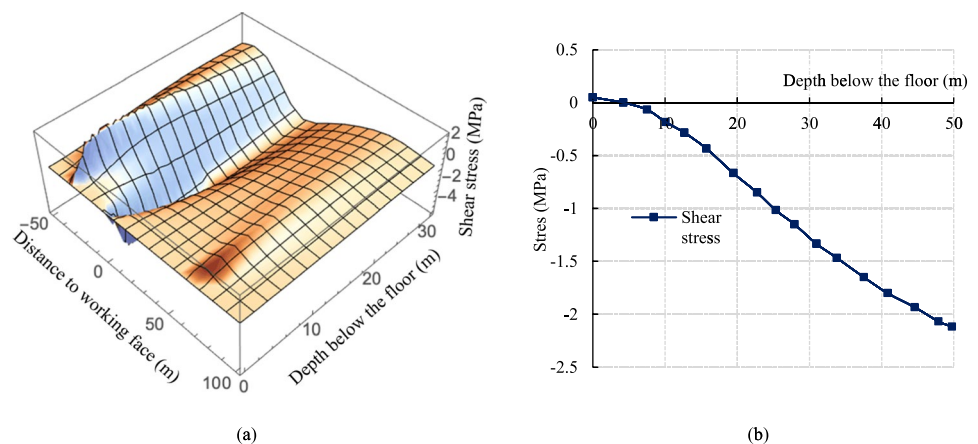 2
0
−2
−4
Shear stress (MPa)
−50
0
50
100
Distance to working face (m)
0
10
20
30
Depth below the floor (m)
(a)
0.5
0
-0.5
-1
-1.5
-2
-2.5
Stress (MPa)
Depth below the floor (m)
0
10
20
30
40
50
Shear
stress
(b)